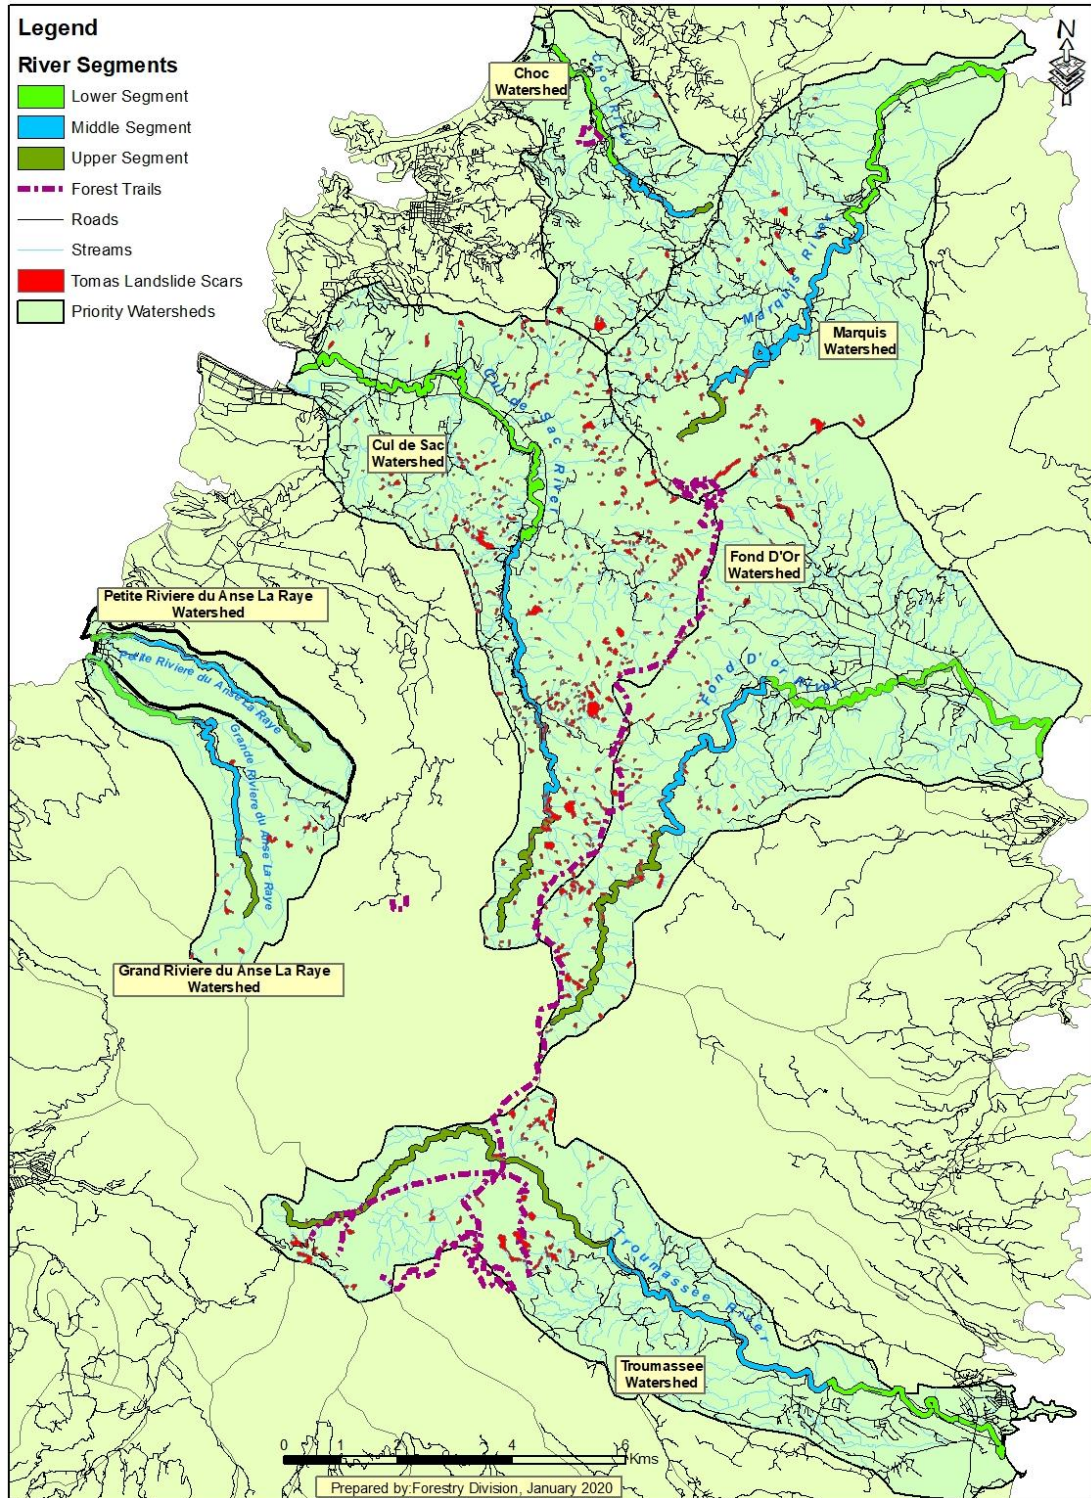 Legend
River Segments
Lower Segment
Middle Segment
Upper Segment
Forest Trails
Roads
Streams
Tomas Landslide Scars
Priority Watersheds
N
Choc
Watershed
Choc River
Marquis River
Marquis
Watershed
Cul de Sac River
Cul de Sac
Watershed
Fond D'Or
Watershed
Fond D' or River
Petite Riviere du Anse La Raye
Watershed
Petite Riviere du Anse La Raye
Grande Riviere du Anse La Raye
Grand Riviere du Anse La Raye
Watershed
Troumassee River
Troumassee
Watershed
0 1 2 4 6
Kms
Prepared by:Forestry Division, January 2020